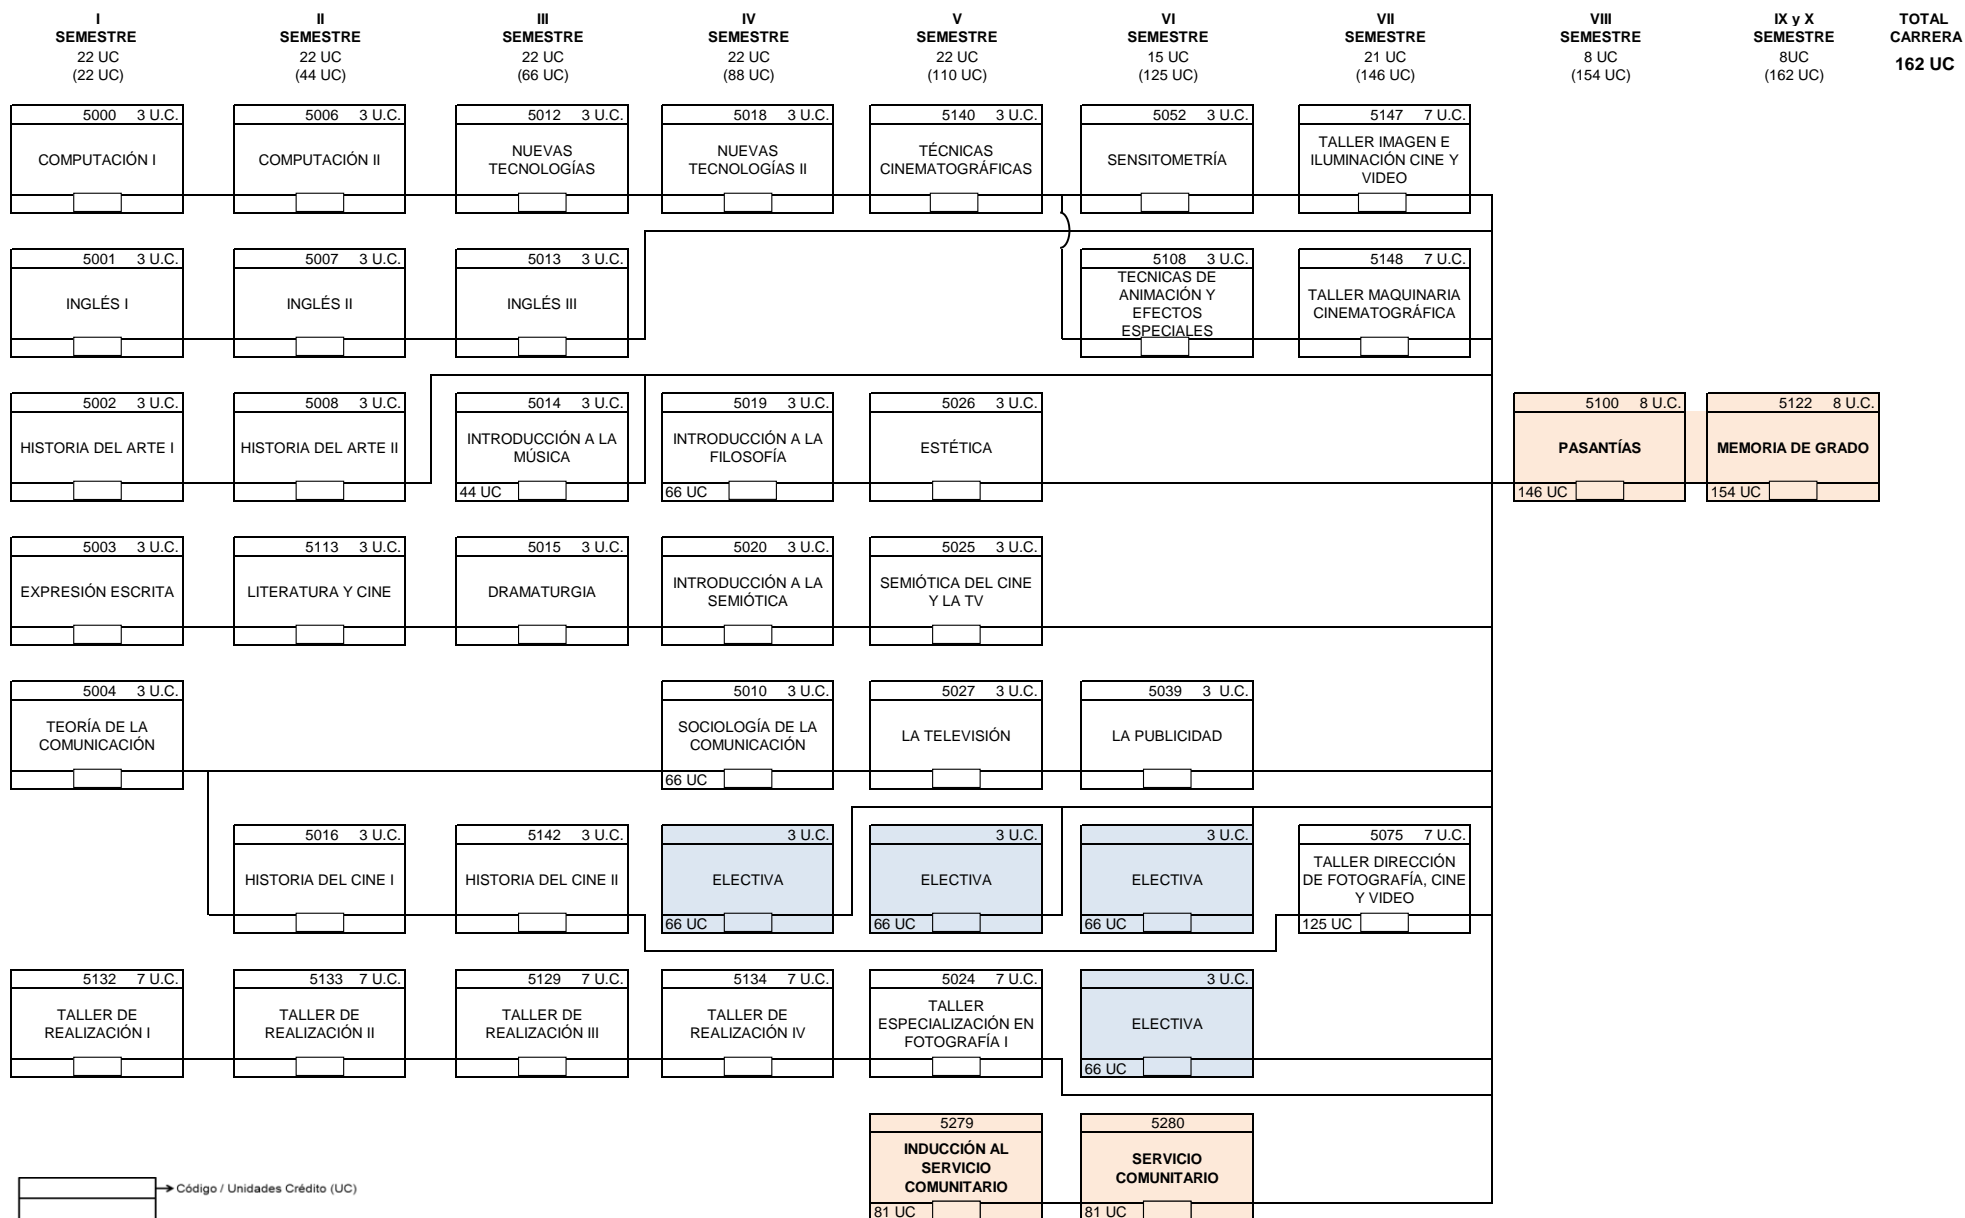 I
SEMESTRE
22 UC
(22 UC)
II
SEMESTRE
22 UC
(44 UC)
III
SEMESTRE
22 UC
(66 UC)
IV
SEMESTRE
22 UC
(88 UC)
V
SEMESTRE
22 UC
(110 UC)
VI
SEMESTRE
15 UC
(125 UC)
VII
SEMESTRE
21 UC
(146 UC)
VIII
SEMESTRE
8 UC
(154 UC)
IX y X
SEMESTRE
8UC
(162 UC)
TOTAL
CARRERA
162 UC
5000 3 U.C.
COMPUTACIÓN I
5006 3 U.C.
COMPUTACIÓN II
5012 3 U.C.
NUEVAS
TECNOLOGÍAS
5018 3 U.C.
NUEVAS
TECNOLOGÍAS II
5140 3 U.C.
TÉCNICAS
CINEMATOGRÁFICAS
5052 3 U.C.
SENSITOMETRÍA
5147 7 U.C.
TALLER IMAGEN E
ILUMINACIÓN CINE Y
VIDEO
5001 3 U.C.
INGLÉS I
5007 3 U.C.
INGLÉS II
5013 3 U.C.
INGLÉS III
5108 3 U.C.
TECNICAS DE
ANIMACIÓN Y
EFECTOS
ESPECIALES
5148 7 U.C.
TALLER MAQUINARIA
CINEMATOGRÁFICA
5002 3 U.C.
HISTORIA DEL ARTE I
5008 3 U.C.
HISTORIA DEL ARTE II
5014 3 U.C.
INTRODUCCIÓN A LA
MÚSICA
44 UC
5019 3 U.C.
INTRODUCCIÓN A LA
FILOSOFÍA
66 UC
5026 3 U.C.
ESTÉTICA
5100 8 U.C.
PASANTÍAS
146 UC
5122 8 U.C.
MEMORIA DE GRADO
154 UC
5003 3 U.C.
EXPRESIÓN ESCRITA
5113 3 U.C.
LITERATURA Y CINE
5015 3 U.C.
DRAMATURGIA
5020 3 U.C.
INTRODUCCIÓN A LA
SEMIÓTICA
5025 3 U.C.
SEMIÓTICA DEL CINE
Y LA TV
5004 3 U.C.
TEORÍA DE LA
COMUNICACIÓN
5010 3 U.C.
SOCIOLOGÍA DE LA
COMUNICACIÓN
66 UC
5027 3 U.C.
LA TELEVISIÓN
5039 3 U.C.
LA PUBLICIDAD
5016 3 U.C.
HISTORIA DEL CINE I
5142 3 U.C.
HISTORIA DEL CINE II
3 U.C.
ELECTIVA
66 UC
3 U.C.
ELECTIVA
66 UC
3 U.C.
ELECTIVA
66 UC
5075 7 U.C.
TALLER DIRECCIÓN
DE FOTOGRAFÍA, CINE
Y VIDEO
125 UC
5132 7 U.C.
TALLER DE
REALIZACIÓN I
5133 7 U.C.
TALLER DE
REALIZACIÓN II
5129 7 U.C.
TALLER DE
REALIZACIÓN III
5134 7 U.C.
TALLER DE
REALIZACIÓN IV
5024 7 U.C.
TALLER
ESPECIALIZACIÓN EN
FOTOGRAFÍA I
3 U.C.
ELECTIVA
66 UC
5279
INDUCCIÓN AL
SERVICIO
COMUNITARIO
81 UC
5280
SERVICIO
COMUNITARIO
81 UC
Código / Unidades Crédito (UC)